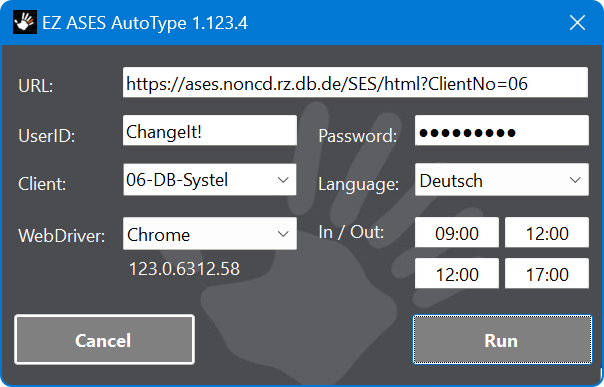 EZ ASES AutoType 1.123.4
URL: https://ases.noncd.rz.db.de/SES/html?ClientNo=06
UserID: ChangeIt! Password: ●●●●●●●●●
Client: 06-DB-Systel Language: Deutsch
WebDriver: Chrome In / Out: 09:00 12:00
123.0.6312.58 12:00 17:00
Cancel Run